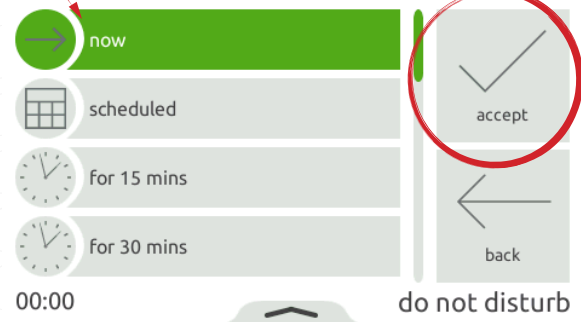 now
accept
scheduled
for 15 mins
for 30 mins
back
00:00
do not disturb